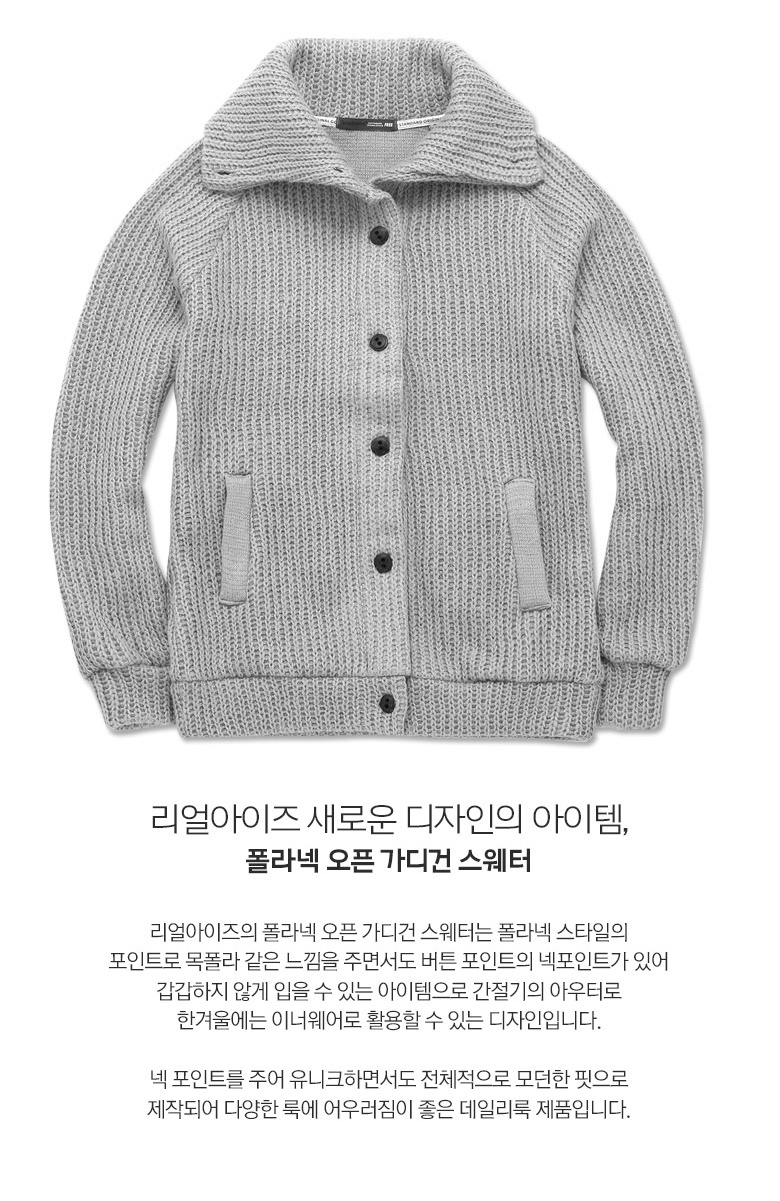 NAL CO
FREE
STANDARD ORIGIN
리얼아이즈 새로운 디자인의 아이템,
폴라넥 오픈 가디건 스웨터
리얼아이즈의 폴라넥 오픈 가디건 스웨터는 폴라넥 스타일의
포인트로 목폴라 같은 느낌을 주면서도 버튼 포인트의 넥포인트가 있어
갑갑하지 않게 입을 수 있는 아이템으로 간절기의 아우터로
한겨울에는 이너웨어로 활용할 수 있는 디자인입니다.
넥 포인트를 주어 유니크하면서도 전체적으로 모던한 핏으로
제작되어 다양한 룩에 어우러짐이 좋은 데일리룩 제품입니다.